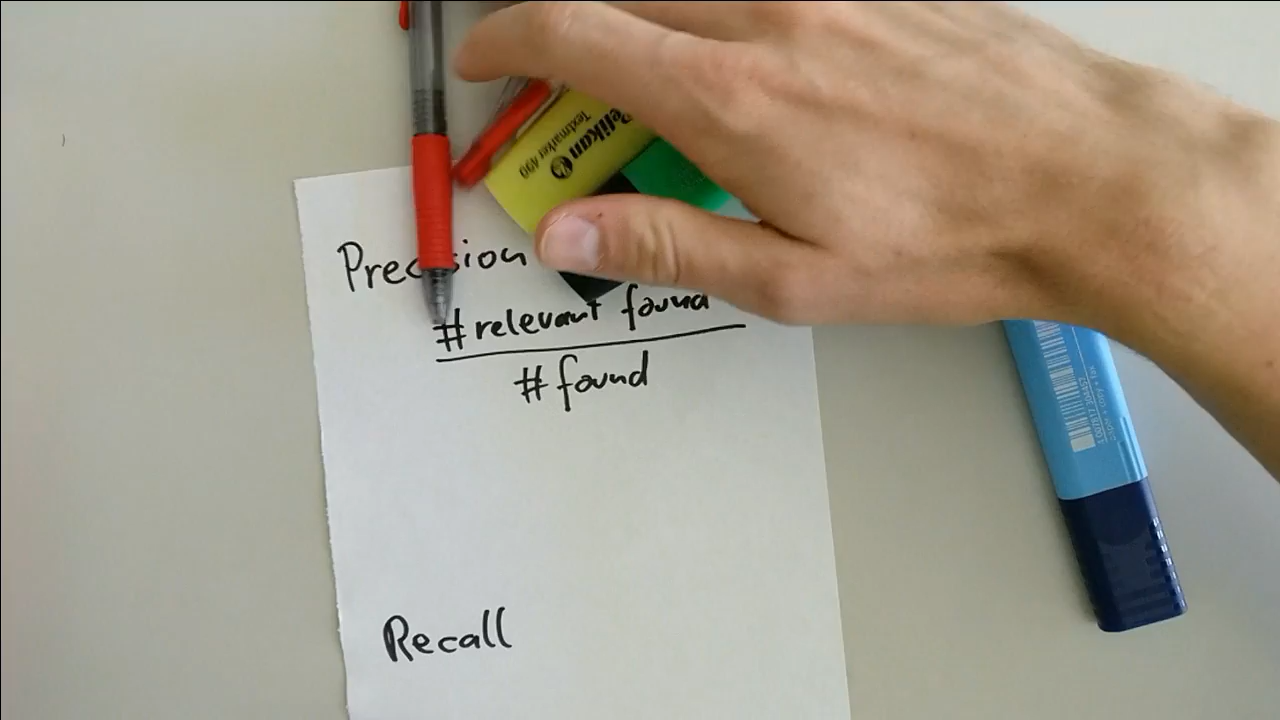 Pelikan
Textmarker 490
Precision
#relevant found
# found
Recall